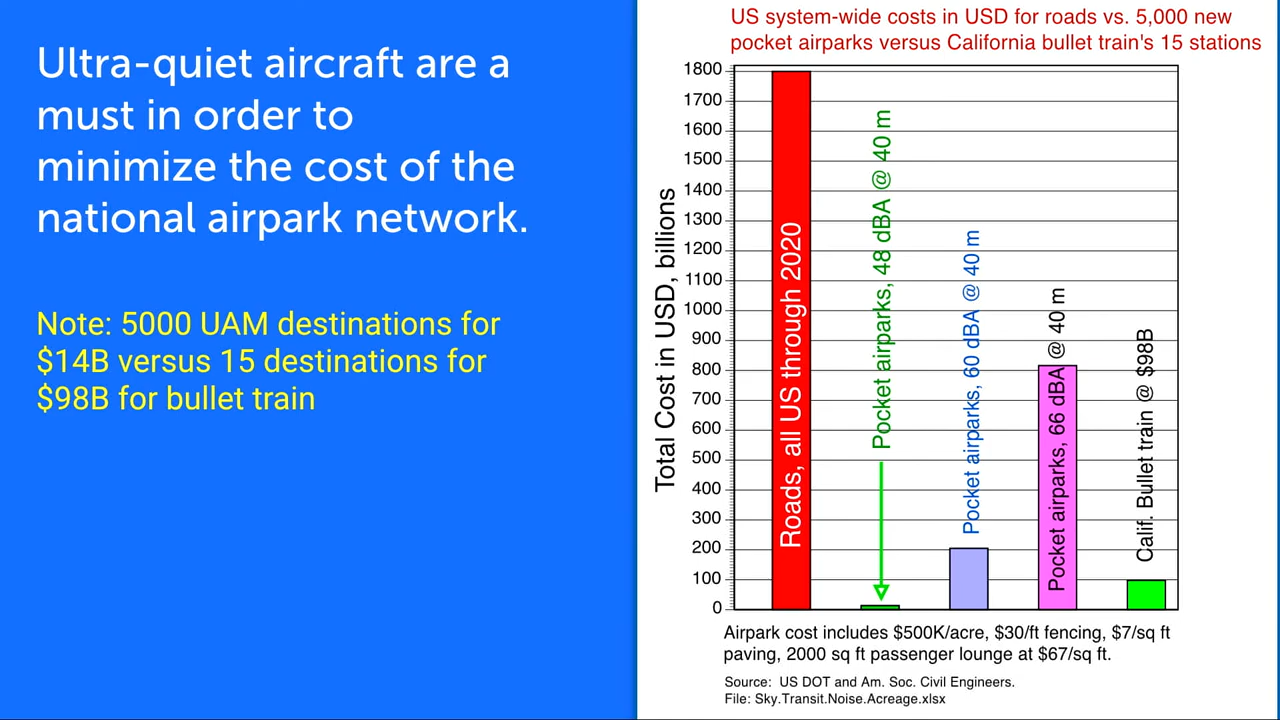 Ultra-quiet aircraft are a
must in order to
minimize the cost of the
national airpark network.
Note: 5000 UAM destinations for
$14B versus 15 destinations for
$98B for bullet train
US system-wide costs in USD for roads vs. 5,000 new
pocket airparks versus California bullet train's 15 stations
Total Cost in USD, billions
1800
1700
1600
1500
1400
1300
1200
1100
1000
900
800
700
600
500
400
300
200
100
0
Roads, all US through 2020
Pocket airparks, 48 dBA @ 40 m
Pocket airparks, 60 dBA @ 40 m
Pocket airparks, 66 dBA @ 40 m
Calif. Bullet train @ $98B
Airpark cost includes $500K/acre, $30/ft fencing, $7/sq ft
paving, 2000 sq ft passenger lounge at $67/sq ft.
Source: US DOT and Am. Soc. Civil Engineers.
File: Sky.Transit.Noise.Acreage.xlsx